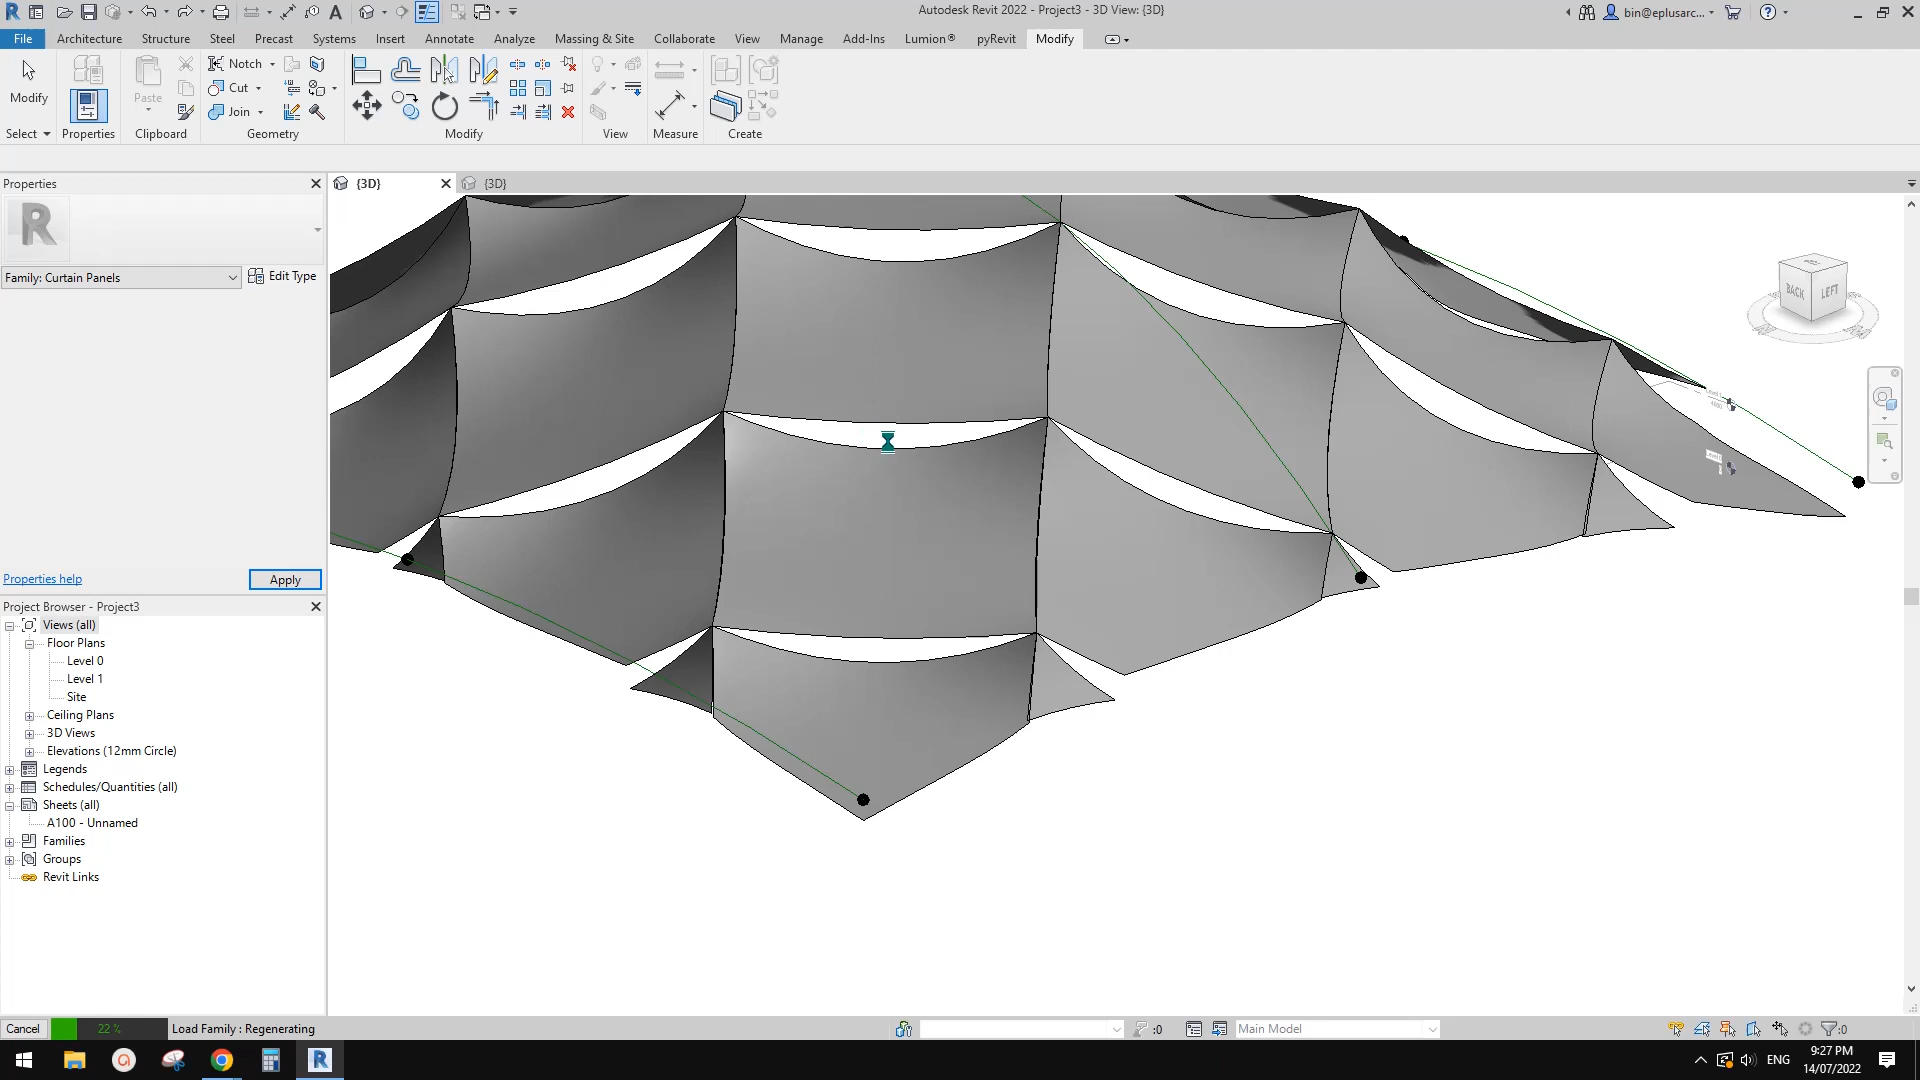 Autodesk Revit 2022 - Project3 - 3D View: {3D}
bin@eplusarc...
File Architecture Structure Steel Precast Systems Insert Annotate Analyze Massing & Site Collaborate View Manage Add-Ins Lumion® pyRevit Modify
Modify
Paste
Notch
Cut
Join
Select Properties Clipboard Geometry Modify View Measure Create
Properties
{3D}
{3D}
Family: Curtain Panels
Edit Type
BACK LEFT
Properties help
Apply
Project Browser - Project3
Views (all)
Floor Plans
Level 0
Level 1
Site
Ceiling Plans
3D Views
Elevations (12mm Circle)
Legends
Schedules/Quantities (all)
Sheets (all)
A100 - Unnamed
Families
Groups
Revit Links
Cancel 22 % Load Family : Regenerating
:0
Main Model
:0
ENG
9:27 PM
14/07/2022